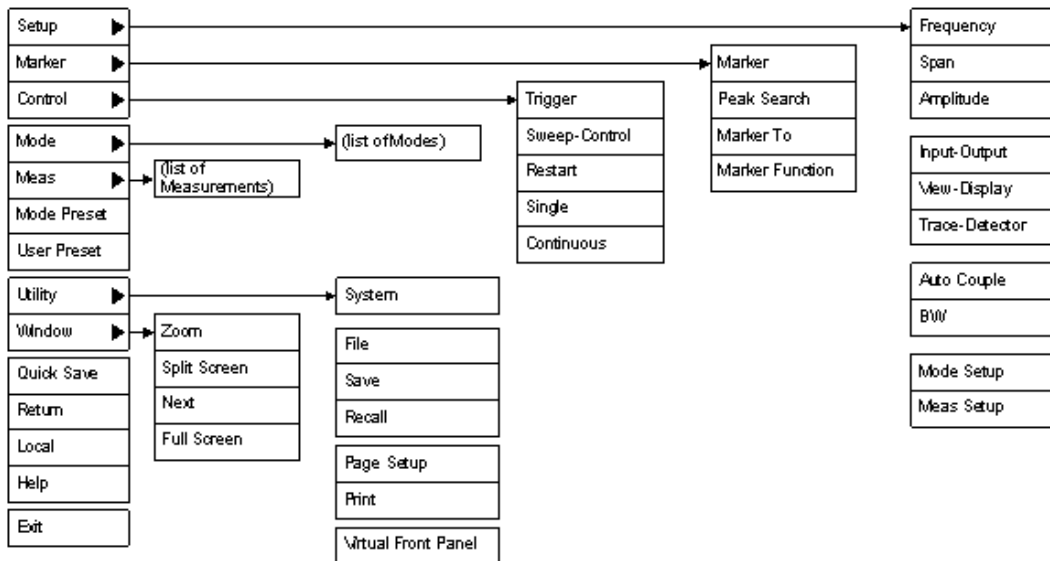 Setup
Marker
Control
Mode
Meas
Mode Preset
User Preset
Utility
Window
Quick Save
Return
Local
Help
Exit
(list of
Measurements)
Zoom
Split Screen
Next
Full Screen
(list ofModes)
System
File
Save
Recall
Page Setup
Print
Virtual Front Panel
Trigger
Sweep-Control
Restart
Single
Continuous
Marker
Peak Search
Marker To
Marker Function
Frequency
Span
Amplitude
Input-Output
View-Display
Trace-Detector
Auto Couple
BW
Mode Setup
Meas Setup